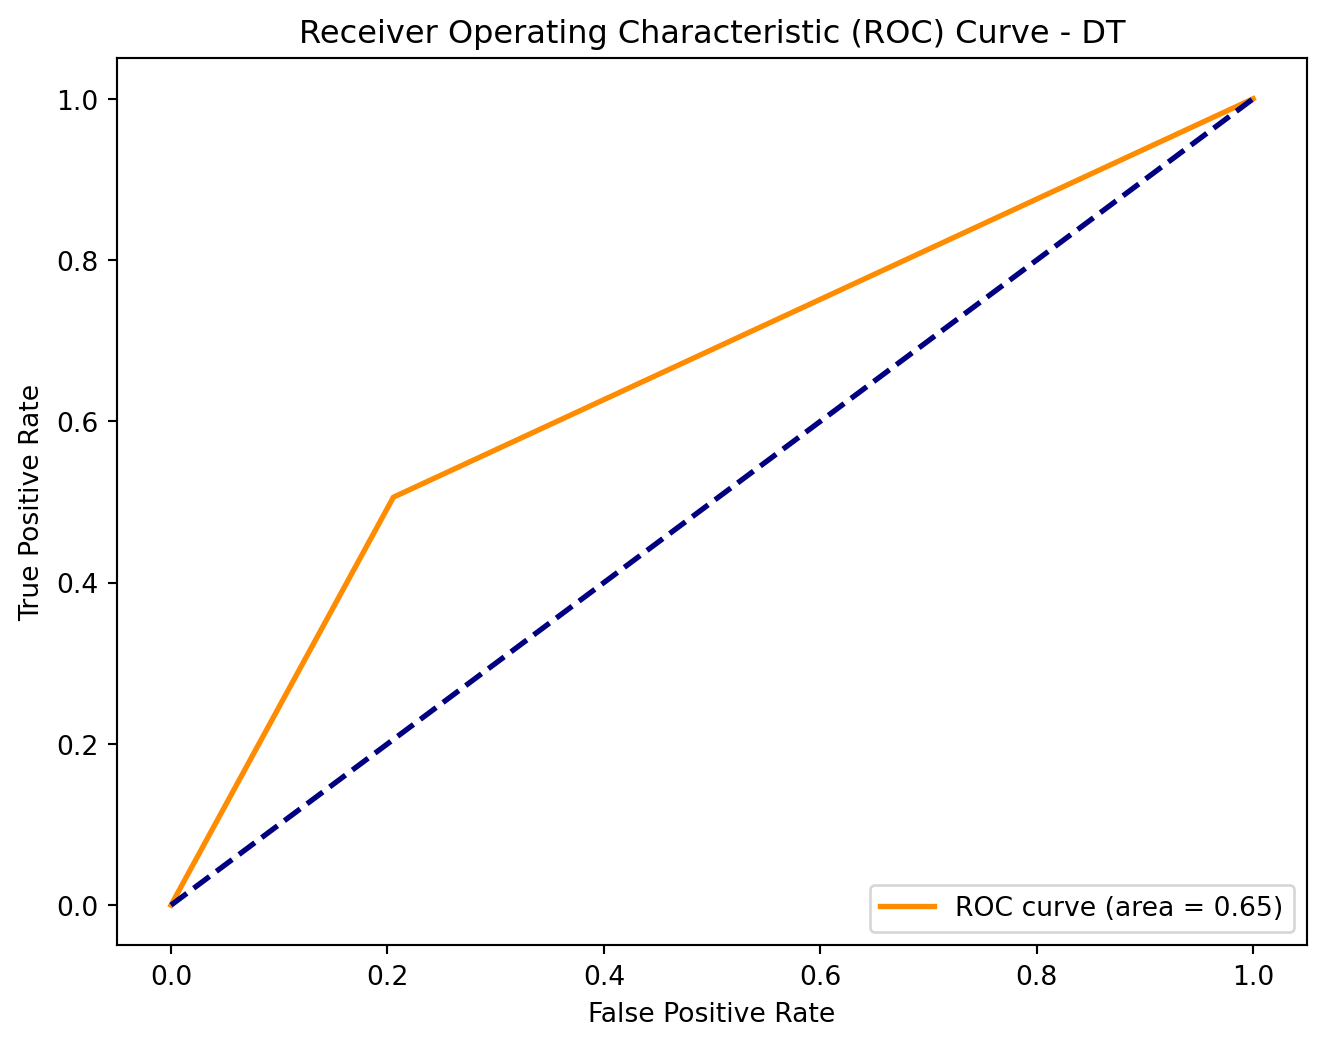 Receiver Operating Characteristic (ROC) Curve - DT
True Positive Rate
1.0
0.8
0.6
0.4
0.2
0.0
ROC curve (area = 0.65)
0.0 0.2 0.4 0.6 0.8 1.0
False Positive Rate